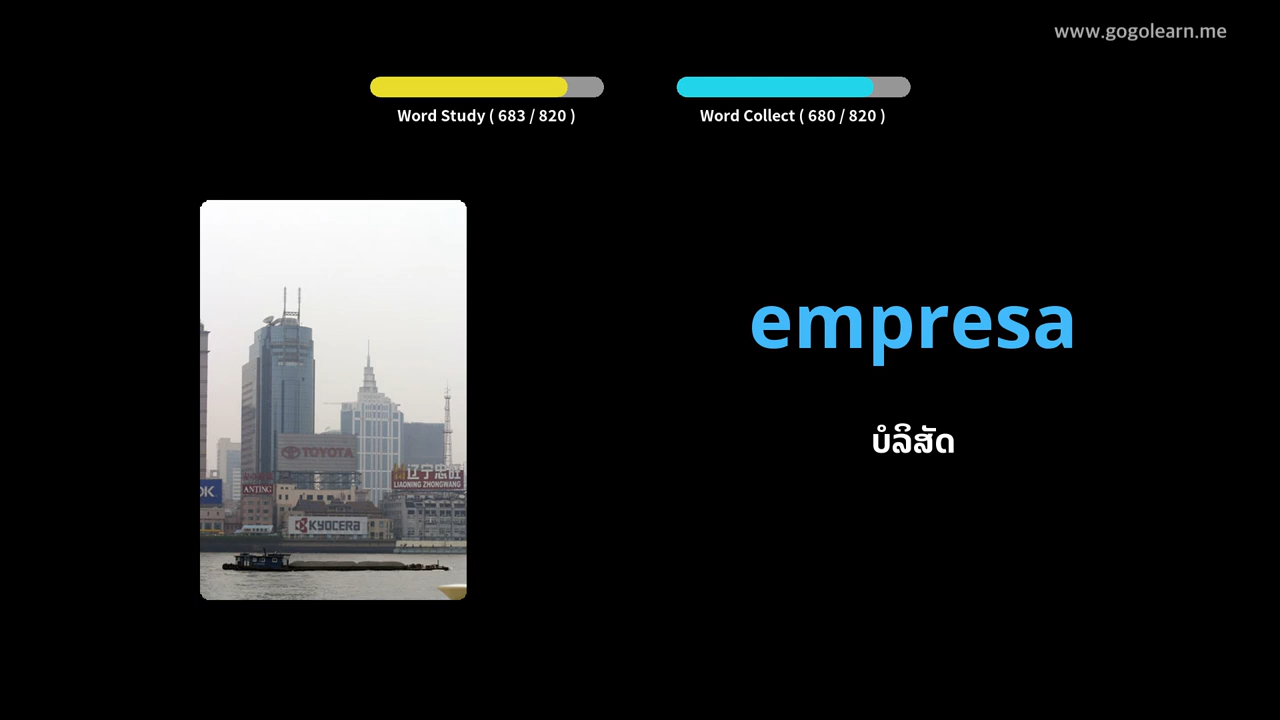 www.gogolearn.me
Word Study ( 683 / 820 )
Word Collect ( 680 / 820 )
empresa
ບໍລິສັດ
TOYOTA
辽宁忠旺
LIAONING ZHONGWANG
OK
ANTING
KYOCERA